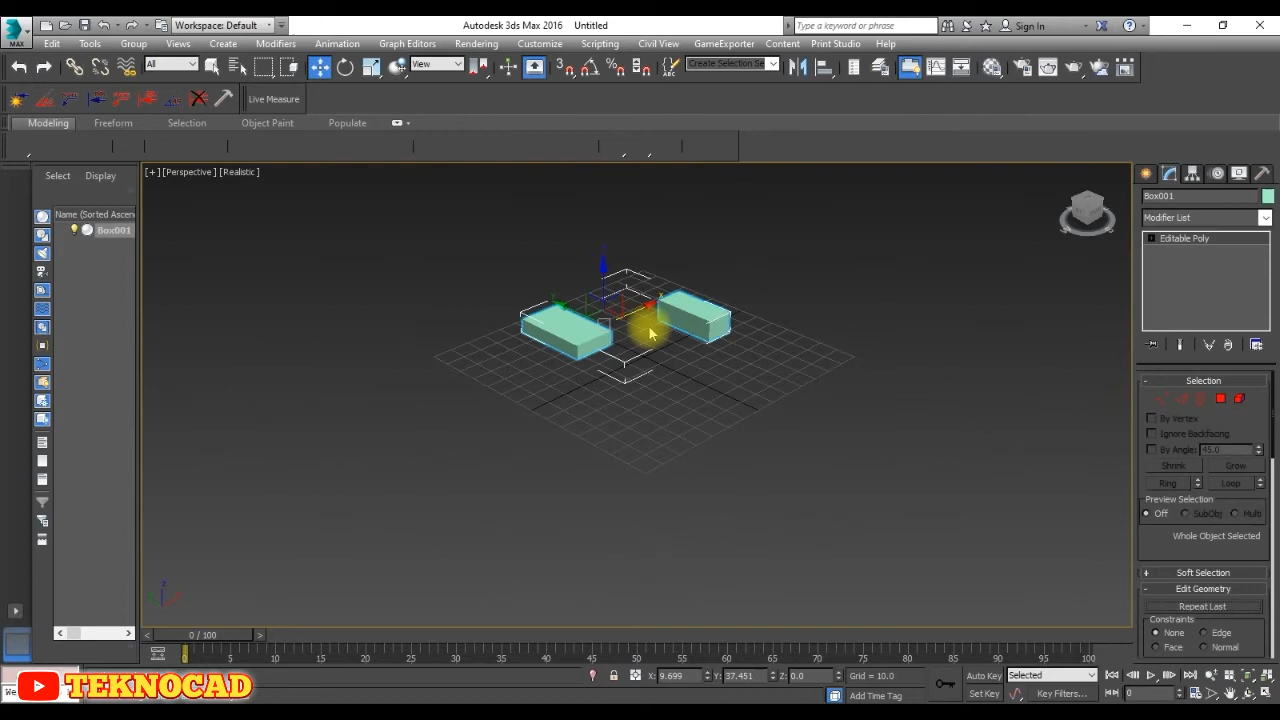 Workspace: Default
Autodesk 3ds Max 2016 Untitled
Type a keyword or phrase
Sign In
MAX
Edit Tools Group Views Create Modifiers Animation Graph Editors Rendering Customize Scripting Civil View GameExporter Content Print Studio Help
All
View
Create Selection Se
Live Measure
Modeling Freeform Selection Object Paint Populate
[+] [Perspective] [Realistic]
Select Display
Name (Sorted Ascen
Box001
Box001
Modifier List
Editable Poly
Selection
By Vertex
Ignore Backfacing
By Angle: 45.0
Shrink Grow
Ring Loop
Preview Selection
Off SubObj Multi
Whole Object Selected
Soft Selection
Edit Geometry
Repeat Last
Constraints
None Edge
Face Normal
0 / 100
0 5 10 15 20 25 30 35 40 45 50 55 60 65 70 75 80 85 90 95 100
X: 9.699 Y: 37.451 Z: 0.0 Grid = 10.0
Auto Key Selected
Add Time Tag
Set Key Key Filters...
0
We
TEKNOCAD